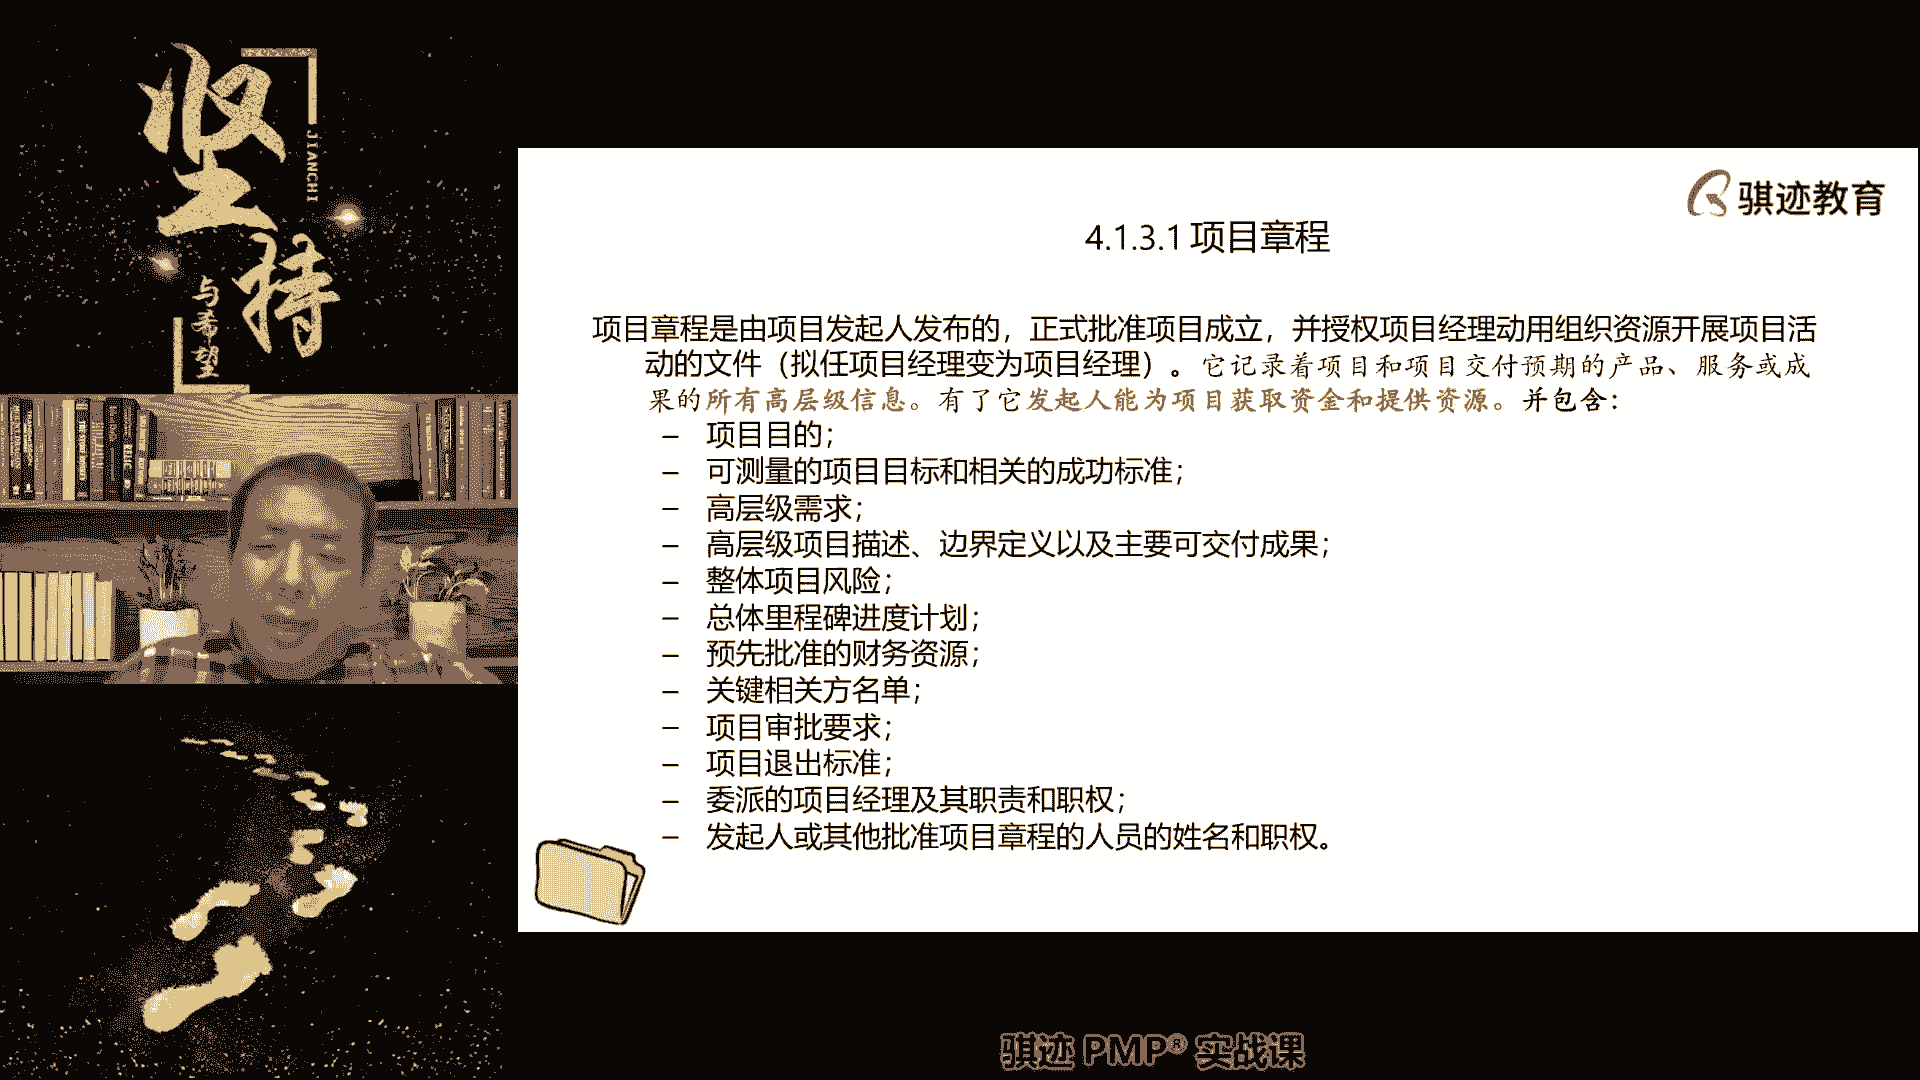 坚持
JIANCHI
与希望
骐迹教育
4.1.3.1 项目章程
项目章程是由项目发起人发布的，正式批准项目成立，并授权项目经理动用组织资源开展项目活
动的文件（拟任项目经理变为项目经理）。它记录着项目和项目交付预期的产品、服务或成
果的所有高层级信息。有了它发起人能为项目获取资金和提供资源。并包含：
– 项目目的；
– 可测量的项目目标和相关的成功标准；
– 高层级需求；
– 高层级项目描述、边界定义以及主要可交付成果；
– 整体项目风险；
– 总体里程碑进度计划；
– 预先批准的财务资源；
– 关键相关方名单；
– 项目审批要求；
– 项目退出标准；
– 委派的项目经理及其职责和职权；
– 发起人或其他批准项目章程的人员的姓名和职权。
骐迹 PMP® 实战课